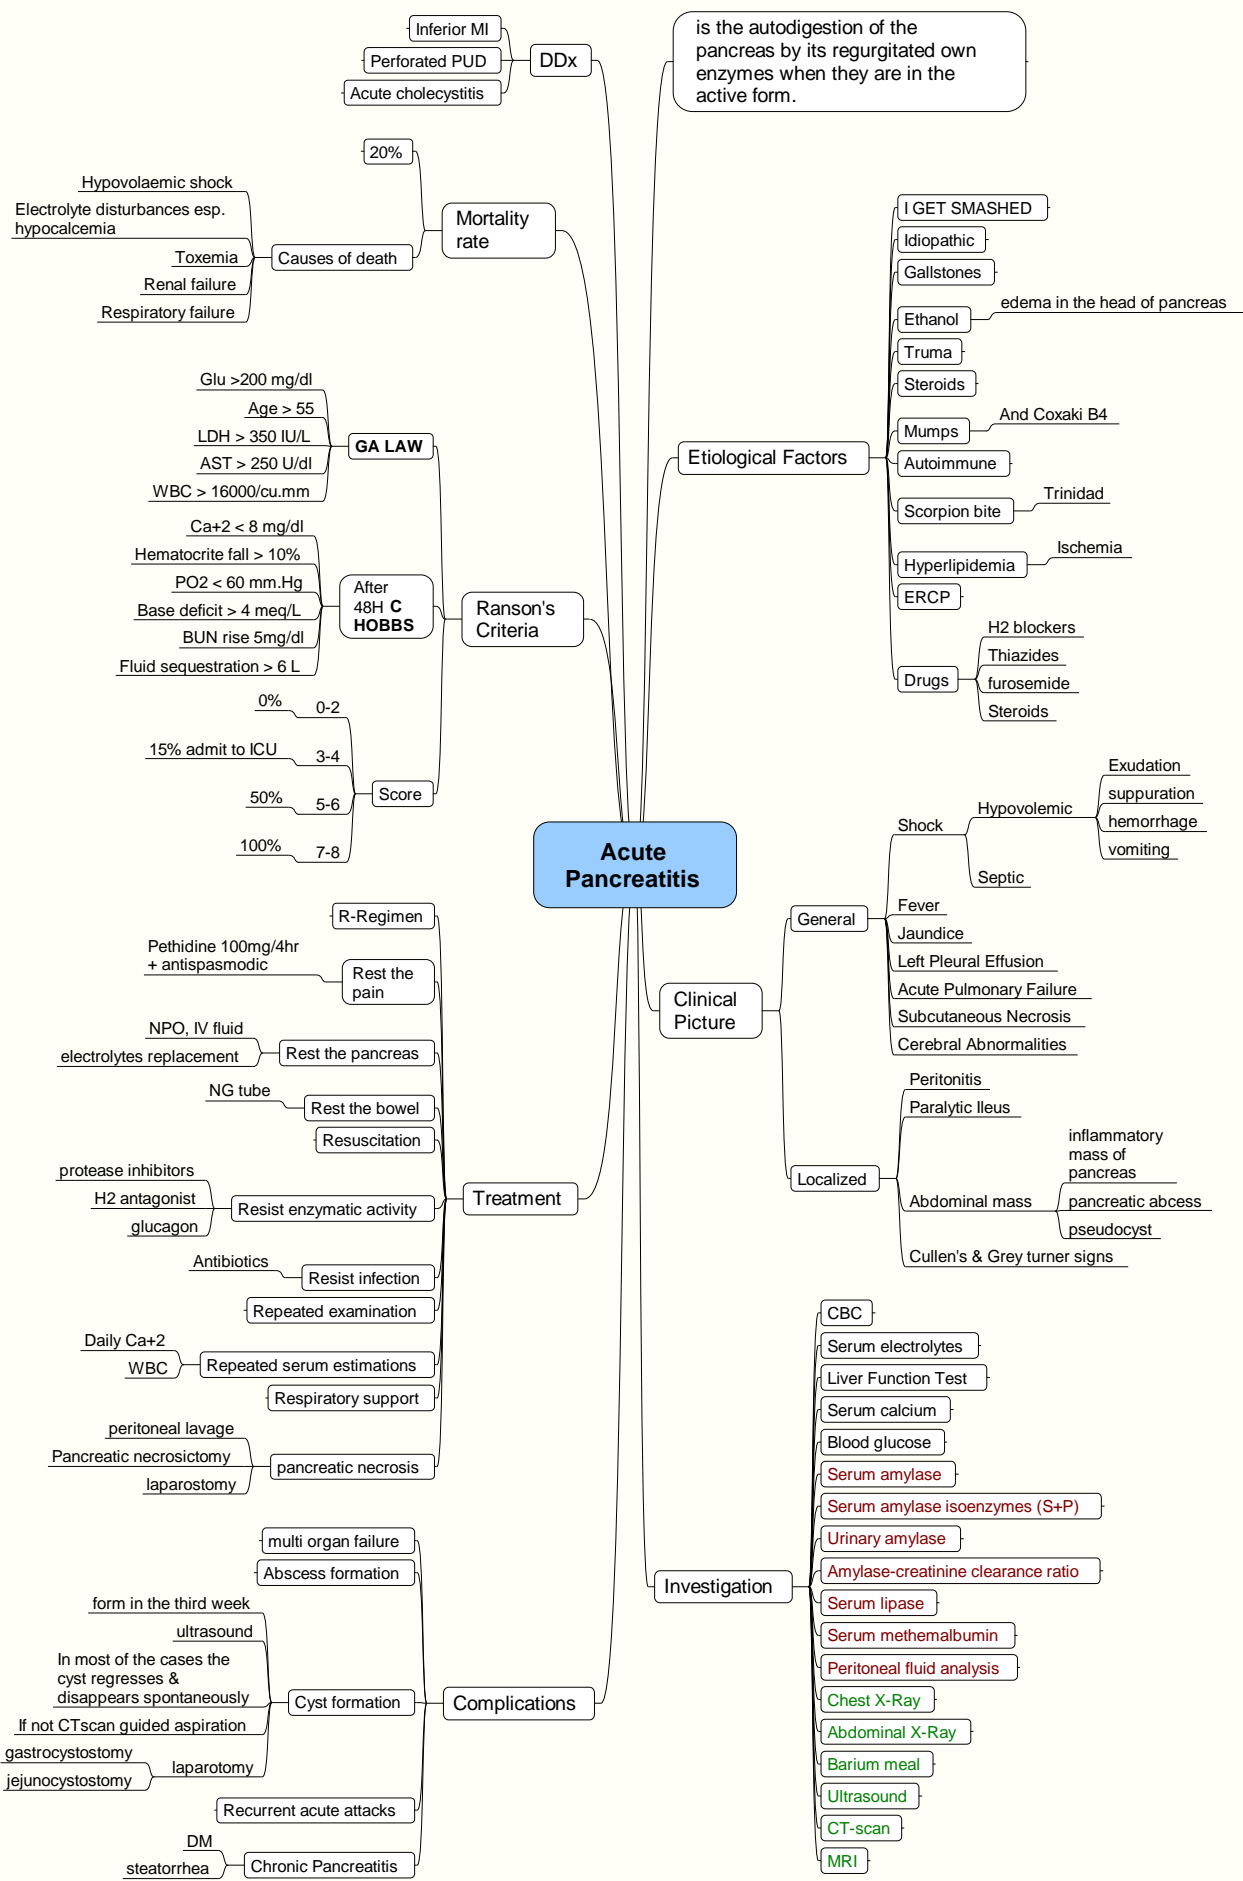 Acute
Pancreatitis
is the autodigestion of the
pancreas by its regurgitated own
enzymes when they are in the
active form.
Etiological Factors
I GET SMASHED
Idiopathic
Gallstones
Ethanol
edema in the head of pancreas
Truma
Steroids
Mumps
And Coxaki B4
Autoimmune
Scorpion bite
Trinidad
Hyperlipidemia
Ischemia
ERCP
Drugs
H2 blockers
Thiazides
furosemide
Steroids
Clinical
Picture
General
Shock
Hypovolemic
Exudation
suppuration
hemorrhage
vomiting
Septic
Fever
Jaundice
Left Pleural Effusion
Acute Pulmonary Failure
Subcutaneous Necrosis
Cerebral Abnormalities
Localized
Peritonitis
Paralytic Ileus
Abdominal mass
inflammatory
mass of
pancreas
pancreatic abcess
pseudocyst
Cullen's & Grey turner signs
Investigation
CBC
Serum electrolytes
Liver Function Test
Serum calcium
Blood glucose
Serum amylase
Serum amylase isoenzymes (S+P)
Urinary amylase
Amylase-creatinine clearance ratio
Serum lipase
Serum methemalbumin
Peritoneal fluid analysis
Chest X-Ray
Abdominal X-Ray
Barium meal
Ultrasound
CT-scan
MRI
DDx
Inferior MI
Perforated PUD
Acute cholecystitis
Mortality
rate
20%
Causes of death
Hypovolaemic shock
Electrolyte disturbances esp.
hypocalcemia
Toxemia
Renal failure
Respiratory failure
Ranson's
Criteria
GA LAW
Glu >200 mg/dl
Age > 55
LDH > 350 IU/L
AST > 250 U/dl
WBC > 16000/cu.mm
After
48H C
HOBBS
Ca+2 < 8 mg/dl
Hematocrite fall > 10%
PO2 < 60 mm.Hg
Base deficit > 4 meq/L
BUN rise 5mg/dl
Fluid sequestration > 6 L
Score
0-2
0%
3-4
15% admit to ICU
5-6
50%
7-8
100%
Treatment
R-Regimen
Rest the
pain
Pethidine 100mg/4hr
+ antispasmodic
Rest the pancreas
NPO, IV fluid
electrolytes replacement
Rest the bowel
NG tube
Resuscitation
Resist enzymatic activity
protease inhibitors
H2 antagonist
glucagon
Resist infection
Antibiotics
Repeated examination
Repeated serum estimations
Daily Ca+2
WBC
Respiratory support
pancreatic necrosis
peritoneal lavage
Pancreatic necrosictomy
laparostomy
Complications
multi organ failure
Abscess formation
Cyst formation
form in the third week
ultrasound
In most of the cases the
cyst regresses &
disappears spontaneously
If not CTscan guided aspiration
laparotomy
gastrocystostomy
jejunocystostomy
Recurrent acute attacks
Chronic Pancreatitis
DM
steatorrhea